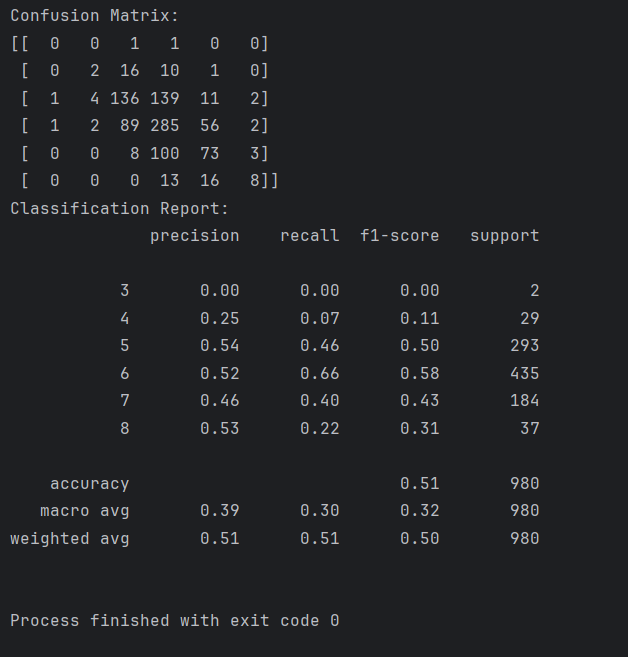 Confusion Matrix:
[[  0   0   1   1   0   0]
 [  0   2  16  10   1   0]
 [  1   4 136 139  11   2]
 [  1   2  89 285  56   2]
 [  0   0   8 100  73   3]
 [  0   0   0  13  16   8]]
Classification Report:
              precision    recall  f1-score   support
           3       0.00      0.00      0.00         2
           4       0.25      0.07      0.11        29
           5       0.54      0.46      0.50       293
           6       0.52      0.66      0.58       435
           7       0.46      0.40      0.43       184
           8       0.53      0.22      0.31        37
    accuracy                           0.51       980
   macro avg       0.39      0.30      0.32       980
weighted avg       0.51      0.51      0.50       980
Process finished with exit code 0